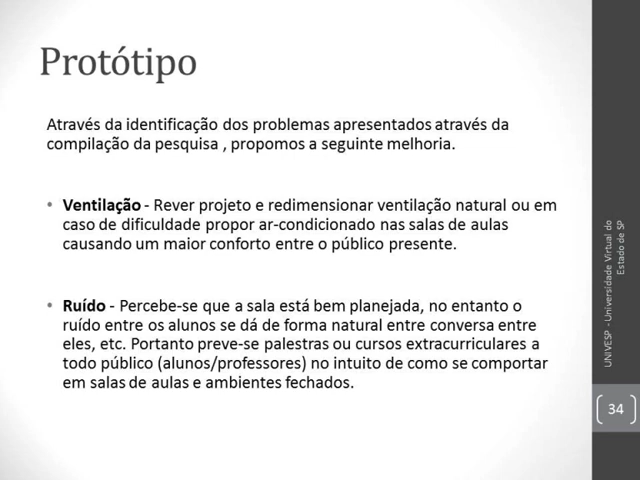 Protótipo
Através da identificação dos problemas apresentados através da
compilação da pesquisa , propomos a seguinte melhoria.
• Ventilação - Rever projeto e redimensionar ventilação natural ou em
caso de dificuldade propor ar-condicionado nas salas de aulas
causando um maior conforto entre o público presente.
• Ruído - Percebe-se que a sala está bem planejada, no entanto o
ruído entre os alunos se dá de forma natural entre conversa entre
eles, etc. Portanto preve-se palestras ou cursos extracurriculares a
todo público (alunos/professores) no intuito de como se comportar
em salas de aulas e ambientes fechados.
UNIVESP - Universidade Virtual do
Estado de SP
34